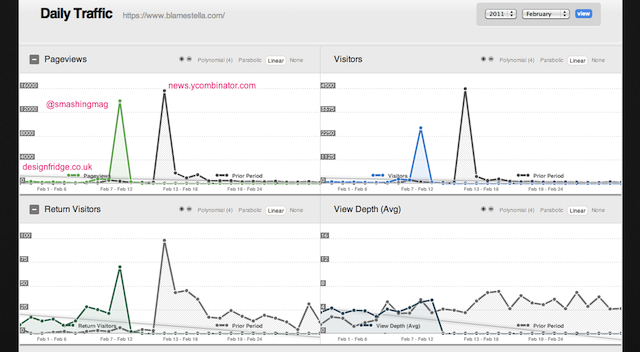 Daily Traffic https://www.blamestella.com/ 2011 February view
Pageviews Polynomial (4) Parabolic Linear None
Visitors Polynomial (4) Parabolic Linear None
16000
news.ycombinator.com
@smashingmag
4000
designfridge.co.uk
Pageviews Prior Period
0
Feb 1 - Feb 6 Feb 7 - Feb 12 Feb 13 - Feb 18 Feb 19 - Feb 24
3375
2250
1125
Visitors Prior Period
0
Feb 1 - Feb 6 Feb 7 - Feb 12 Feb 13 - Feb 18 Feb 19 - Feb 24
Return Visitors Polynomial (4) Parabolic Linear None
View Depth (Avg) Polynomial (4) Parabolic Linear None
100
75
50
25
0
Return Visitors Prior Period
Feb 1 - Feb 6 Feb 7 - Feb 12 Feb 13 - Feb 18 Feb 19 - Feb 24
16
12
8
4
0
View Depth (Avg) Prior Period
Feb 1 - Feb 6 Feb 7 - Feb 12 Feb 13 - Feb 18 Feb 19 - Feb 24